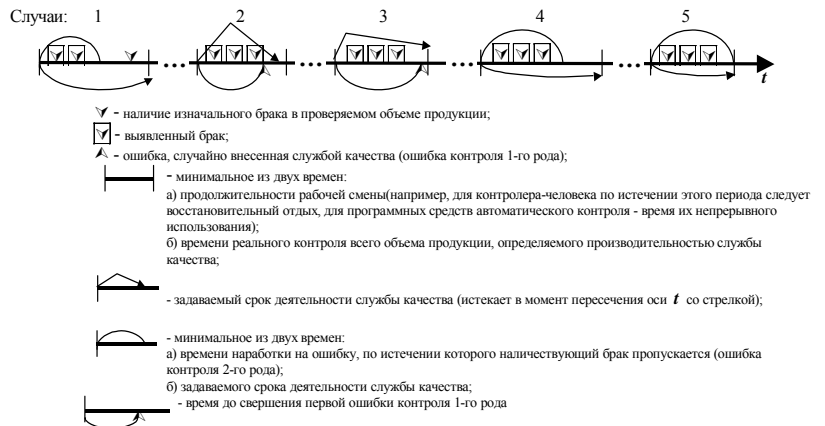 Случаи: 1 2 3 4 5
... ... ... ...
t
- наличие изначального брака в проверяемом объеме продукции;
- выявленный брак;
- ошибка, случайно внесенная службой качества (ошибка контроля 1-го рода);
- минимальное из двух времен:
а) продолжительности рабочей смены(например, для контролера-человека по истечении этого периода следует
восстановительный отдых, для программных средств автоматического контроля - время их непрерывного
использования);
б) времени реального контроля всего объема продукции, определяемого производительностью службы
качества;
- задаваемый срок деятельности службы качества (истекает в момент пересечения оси t со стрелкой);
- минимальное из двух времен:
а) времени наработки на ошибку, по истечении которого наличествующий брак пропускается (ошибка
контроля 2-го рода);
б) задаваемого срока деятельности службы качества;
- время до свершения первой ошибки контроля 1-го рода